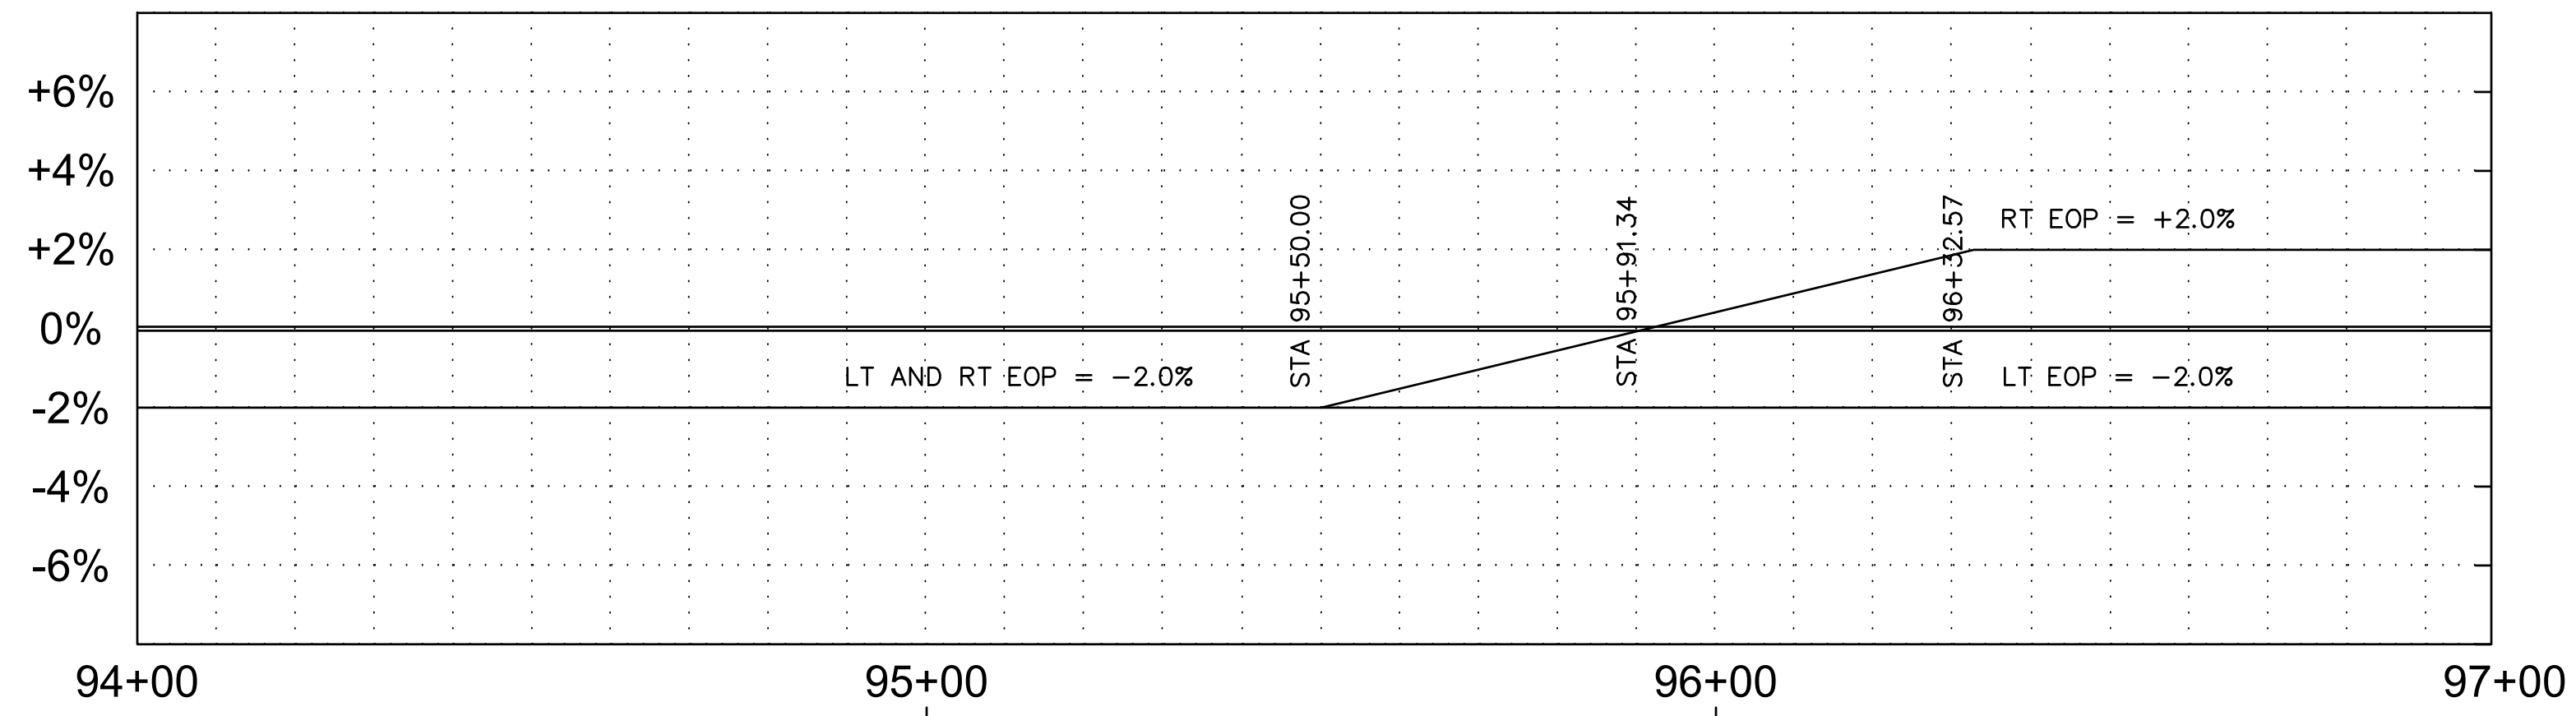 +6%
+4%
+2%
0%
-2%
-4%
-6%
STA 95+50.00
STA 95+91.34
STA 96+32.57
RT EOP = +2.0%
LT AND RT EOP = -2.0%
LT EOP = -2.0%
94+00
95+00
96+00
97+00